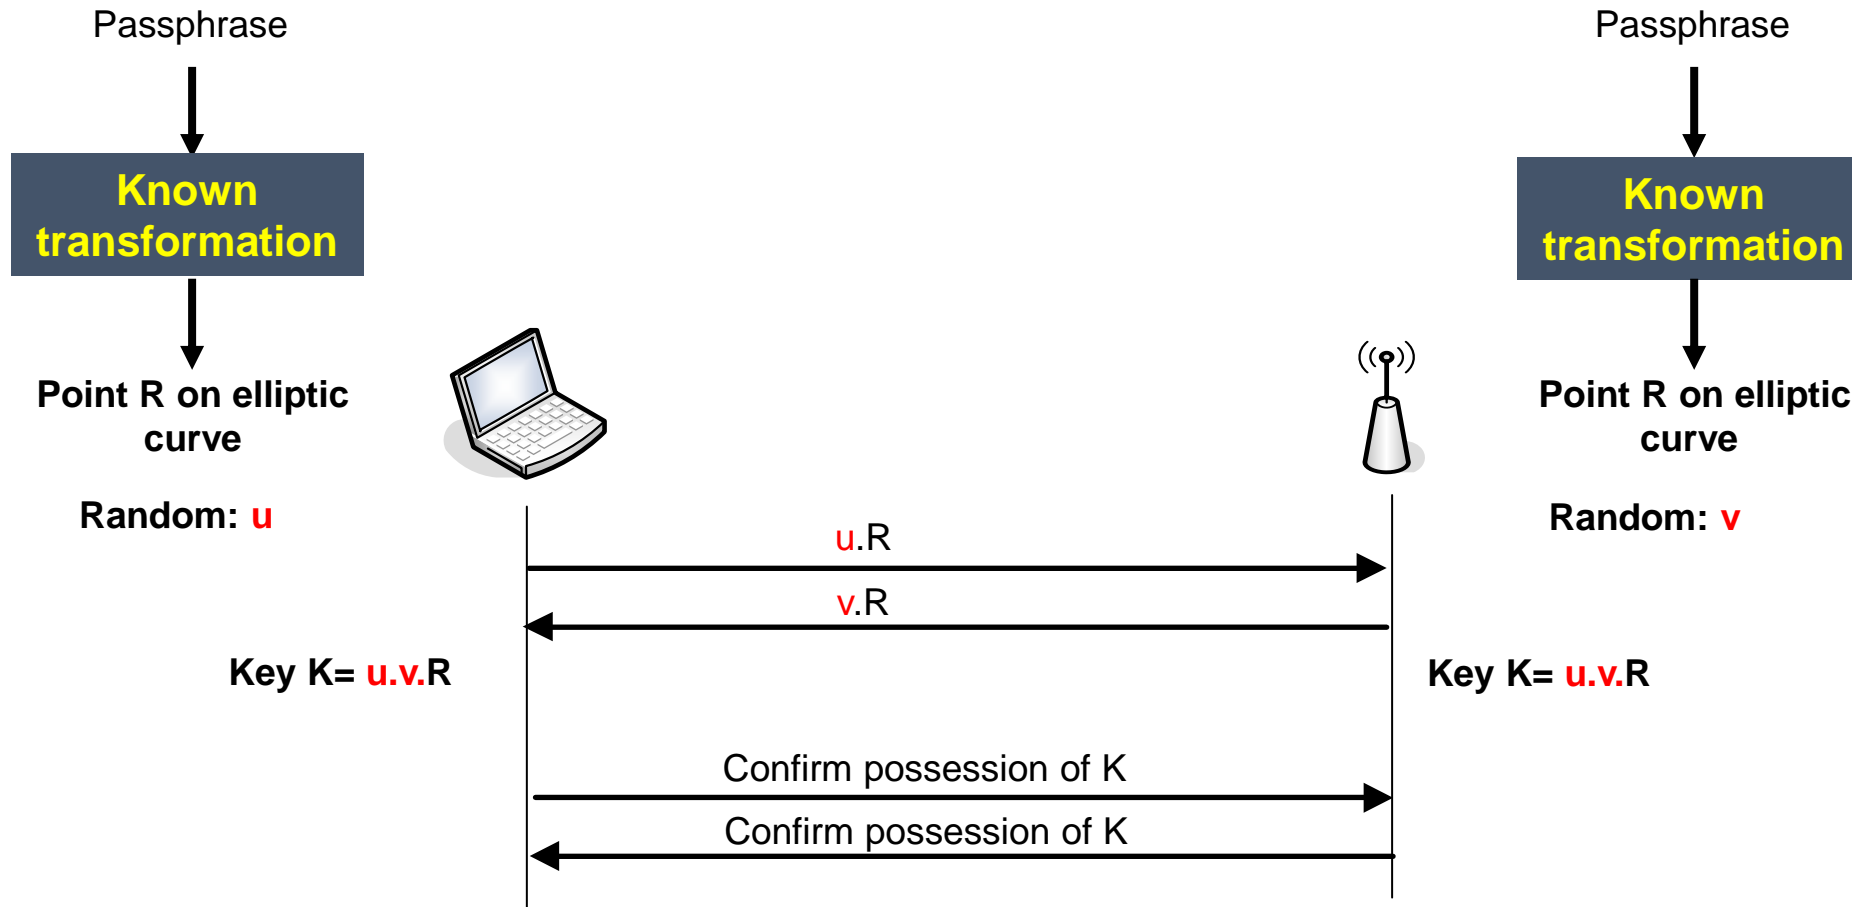 Passphrase
Known
transformation
Point R on elliptic
curve
Random: u
Passphrase
Known
transformation
Point R on elliptic
curve
Random: v
u.R
v.R
Key K= u.v.R
Key K= u.v.R
Confirm possession of K
Confirm possession of K